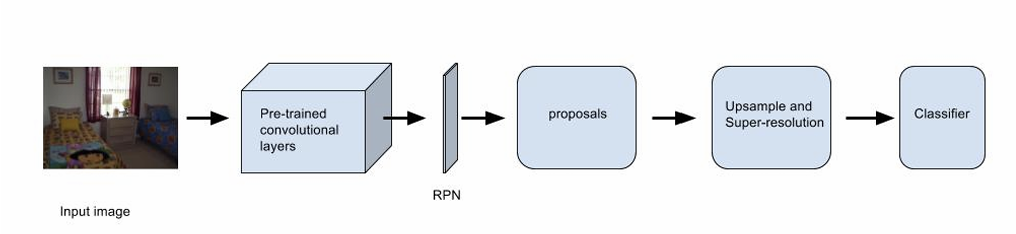 Pre-trained
convolutional
layers
proposals
Upsample and
Super-resolution
Classifier
RPN
Input image